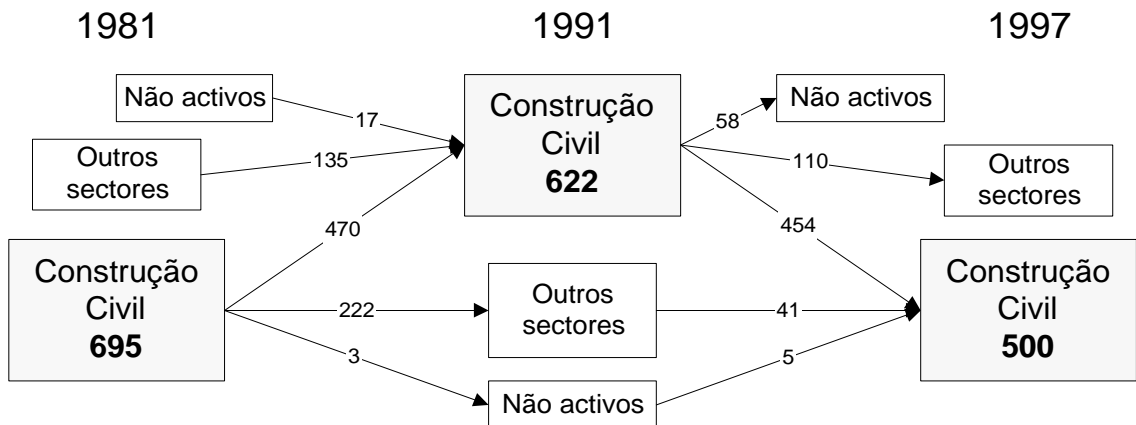 1981
1991
1997
Não activos
17
Outros
sectores
135
Construção
Civil
695
470
222
3
Construção
Civil
622
Outros
sectores
Não activos
58
110
454
41
5
Não activos
Outros
sectores
Construção
Civil
500